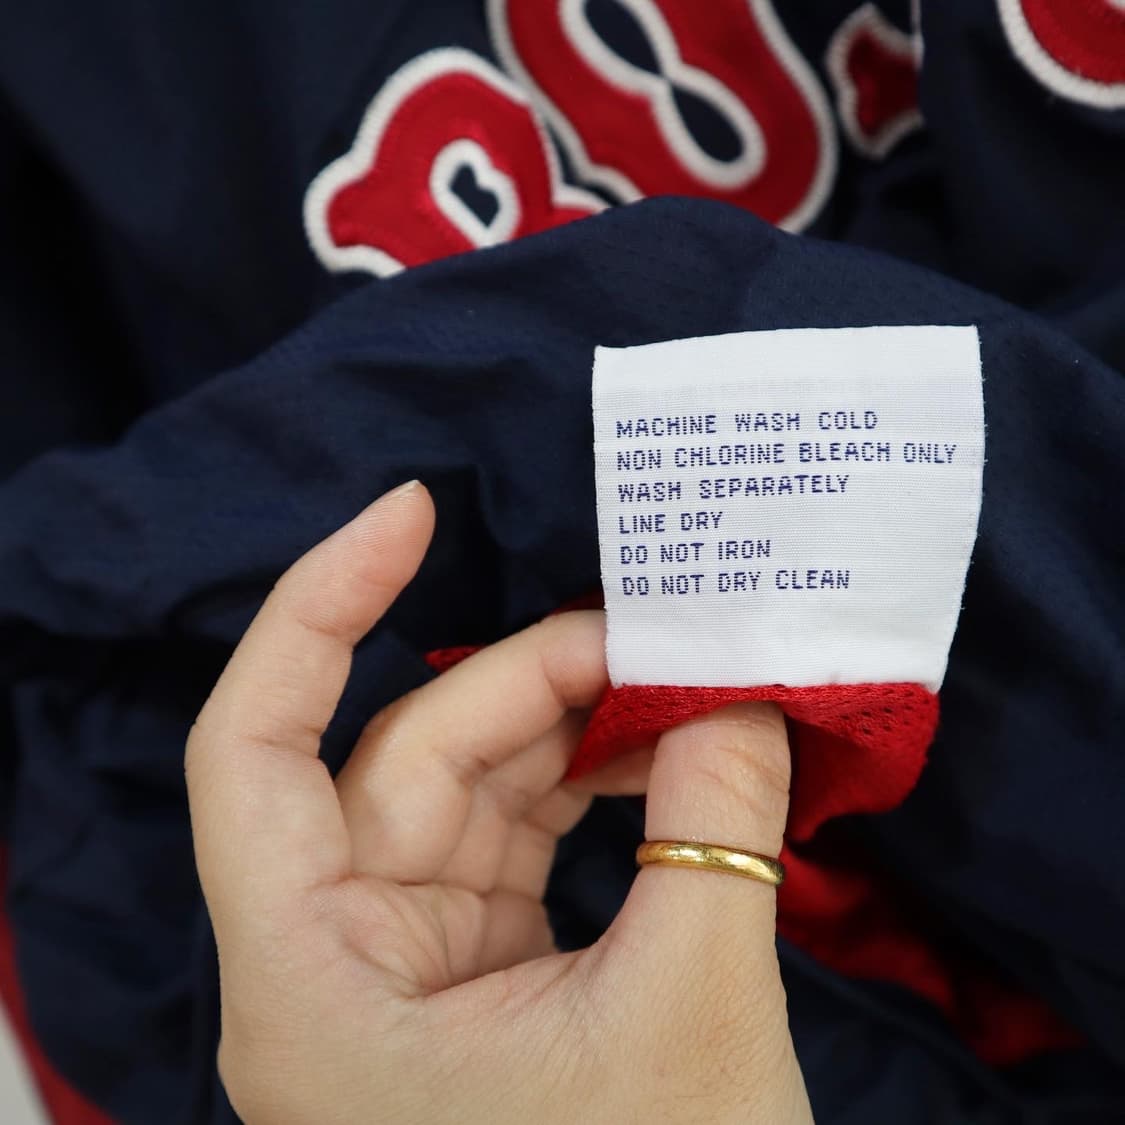 MACHINE WASH COLD
NON CHLORINE BLEACH ONLY
WASH SEPARATELY
LINE DRY
DO NOT IRON
DO NOT DRY CLEAN